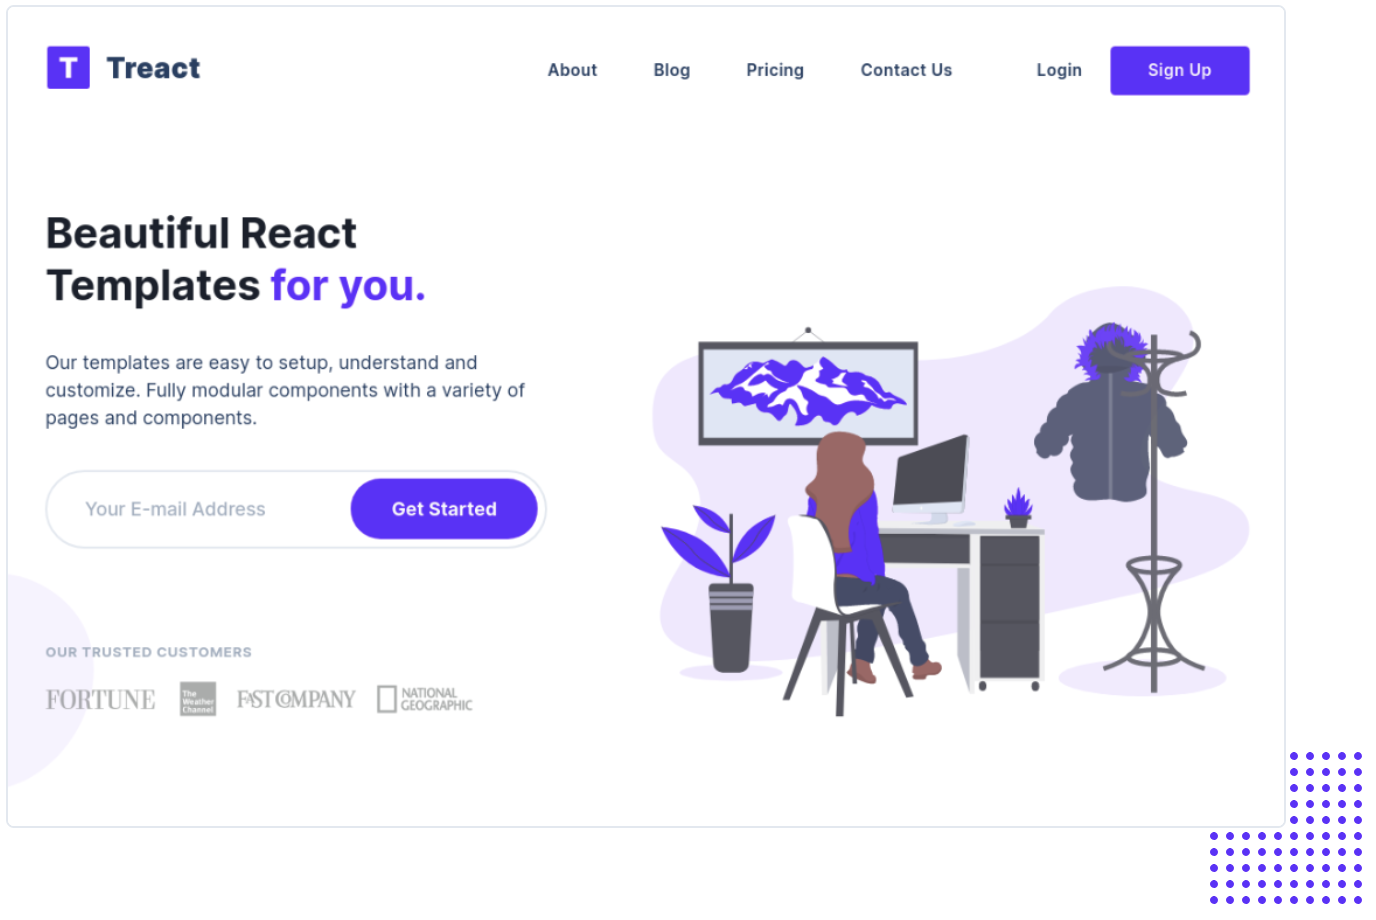 T Treact
About Blog Pricing Contact Us Login Sign Up
Beautiful React
Templates for you.
Our templates are easy to setup, understand and
customize. Fully modular components with a variety of
pages and components.
Your E-mail Address Get Started
OUR TRUSTED CUSTOMERS
FORTUNE
The
Weather
Channel
FAST COMPANY
NATIONAL
GEOGRAPHIC